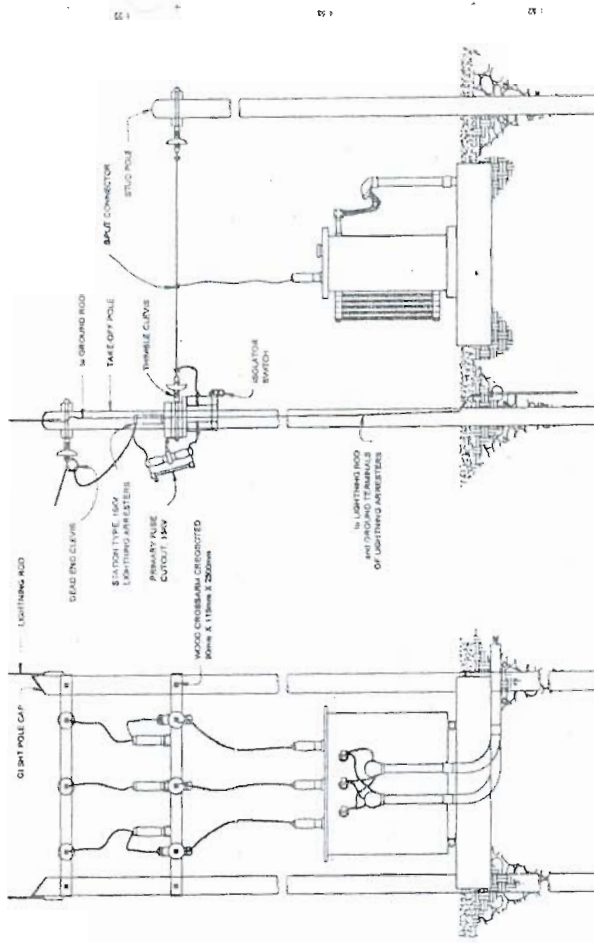 LIGHTNING ROD
GI SHT POLE CAP
WOOD CROSSARM CREOSOTED
90mm X 115mm X 2500mm
DEAD END CLEVIS
STATION TYPE, 15KV
LIGHTNING ARRESTERS
PRIMARY FUSE
CUTOUT, 15KV
to GROUND ROD
TAKE-OFF POLE
THIMBLE CLEVIS
ISOLATOR
SWITCH
to LIGHTNING ROD
and GROUND TERMINALS
OF LIGHTNING ARRESTERS
SPLIT CONNECTOR
STUD POLE